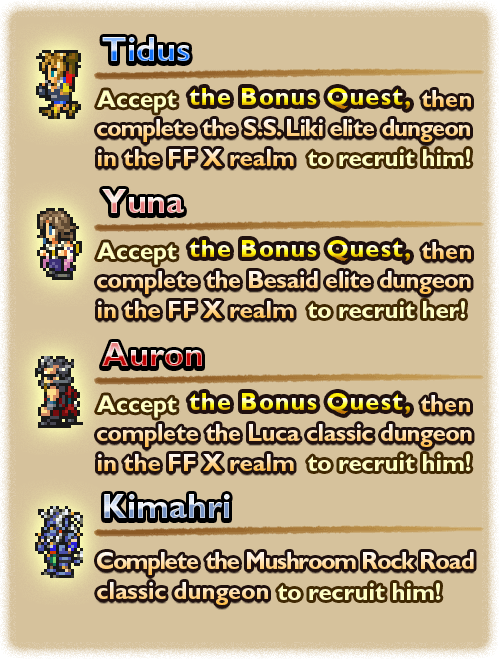 Tidus
Accept the Bonus Quest, then
complete the S.S. Liki elite dungeon
in the FF X realm to recruit him!
Yuna
Accept the Bonus Quest, then
complete the Besaid elite dungeon
in the FF X realm to recruit her!
Auron
Accept the Bonus Quest, then
complete the Luca classic dungeon
in the FF X realm to recruit him!
Kimahri
Complete the Mushroom Rock Road
classic dungeon to recruit him!